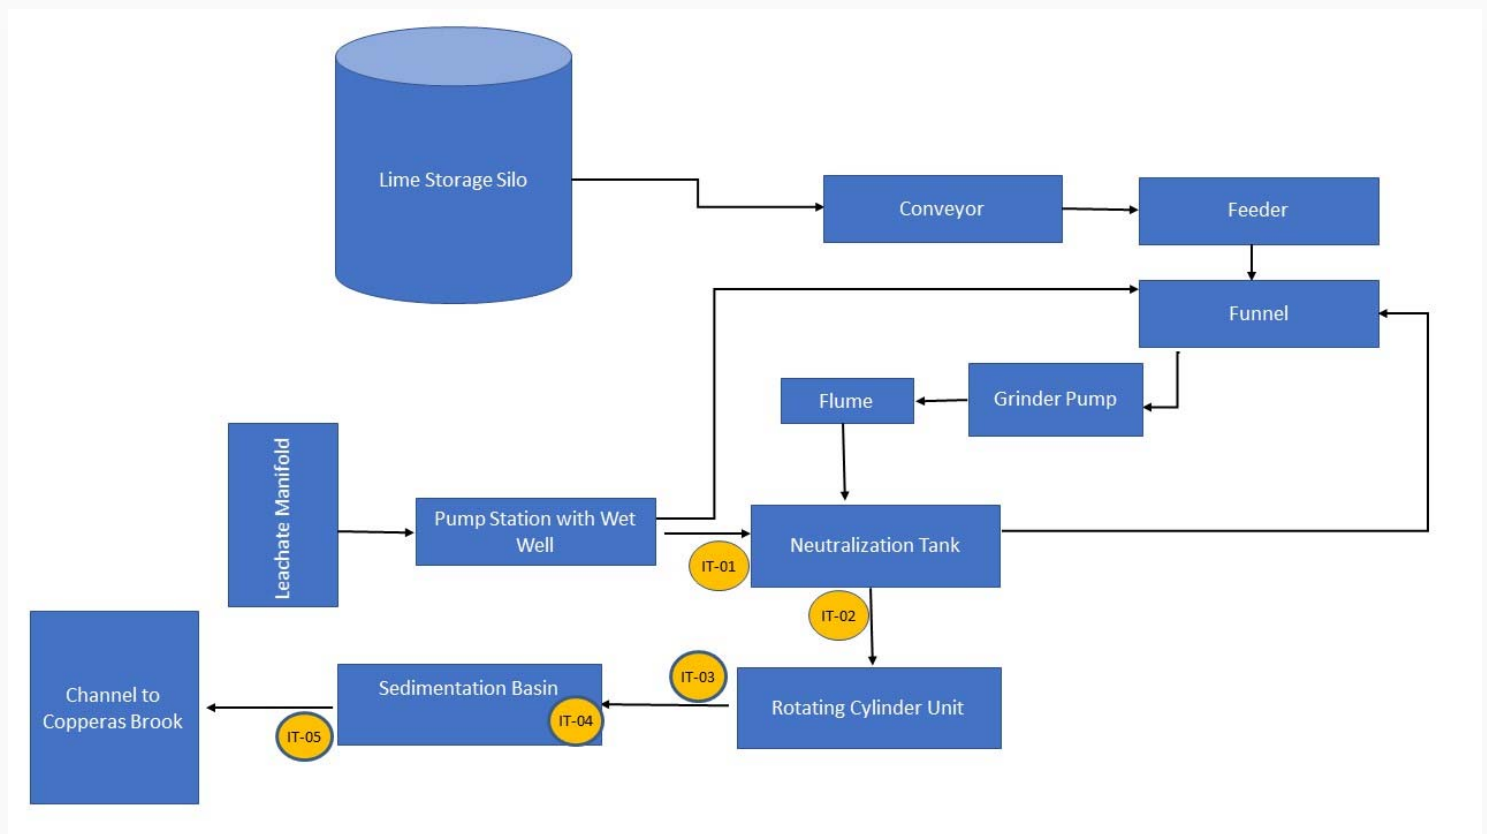 Lime Storage Silo
Conveyor
Feeder
Funnel
Grinder Pump
Flume
Leachate Manifold
Pump Station with Wet
Well
IT-01
Neutralization Tank
IT-02
Rotating Cylinder Unit
IT-03
Sedimentation Basin
IT-04
IT-05
Channel to
Copperas Brook